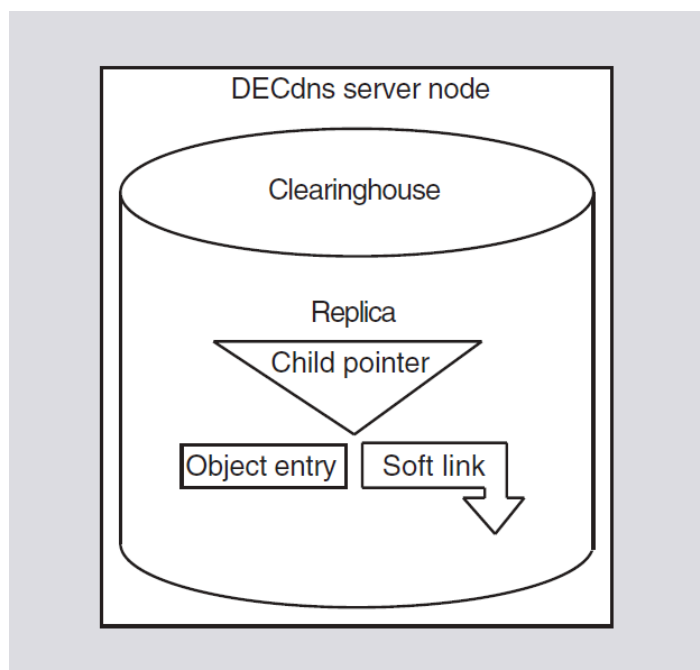 DECdns server node
Clearinghouse
Replica
Child pointer
Object entry
Soft link